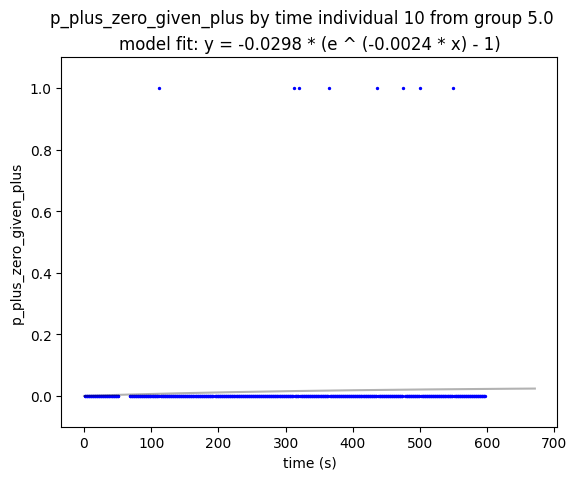 p_plus_zero_given_plus by time individual 10 from group 5.0
model fit: y = -0.0298 * (e ^ (-0.0024 * x) - 1)
1.0
0.8
0.6
0.4
0.2
0.0
p_plus_zero_given_plus
0 100 200 300 400 500 600 700
time (s)